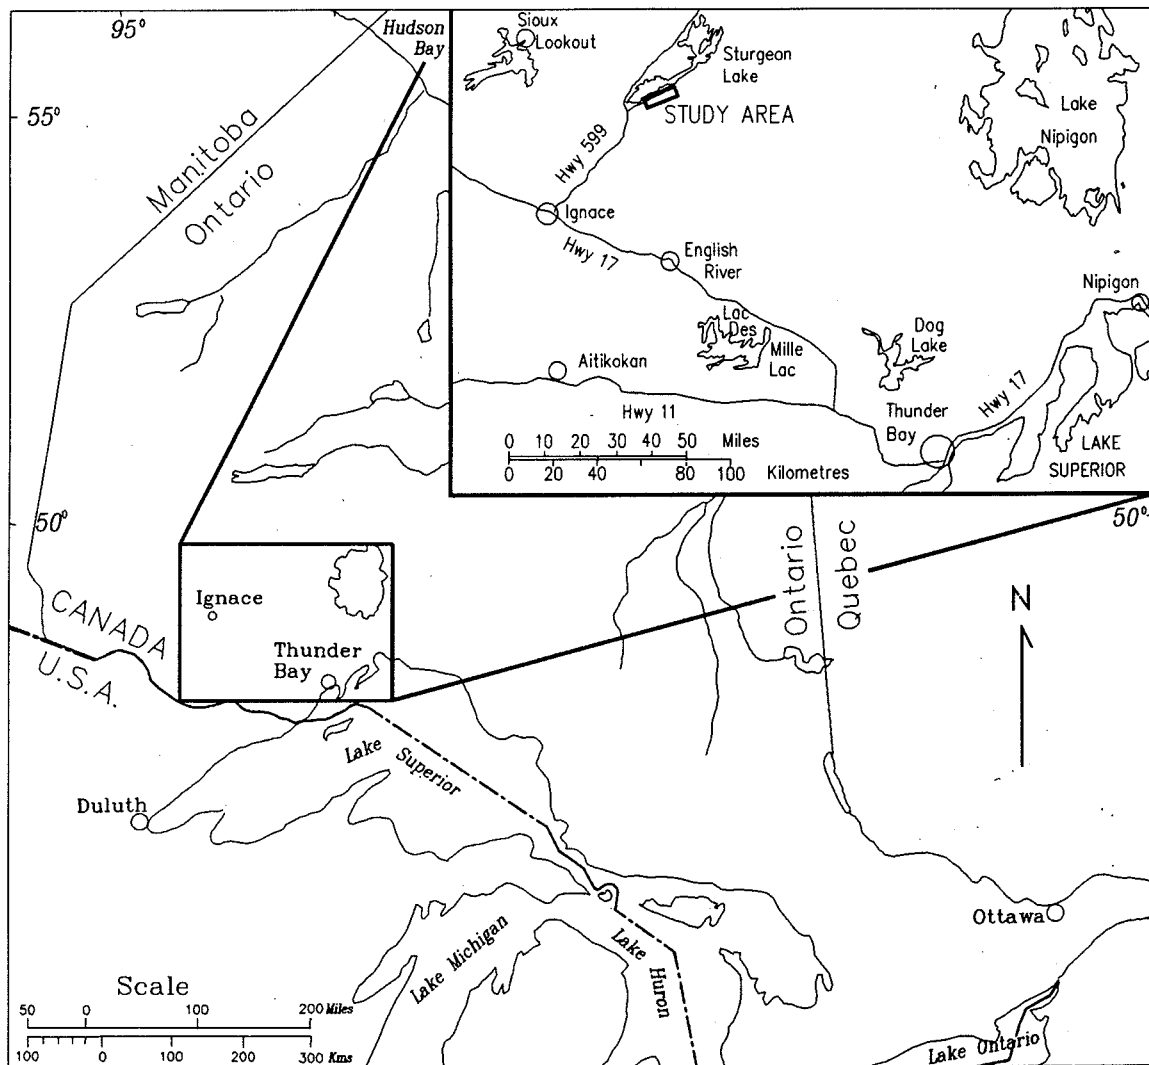 95°
Hudson
Bay
55°
Manitoba
Ontario
Sioux
Lookout
Sturgeon
Lake
STUDY AREA
Hwy 599
Lake
Nipigon
Ignace
Hwy 17
English
River
Nipigon
Lac
Des
Mille
Lac
Dog
Lake
Aitikokan
Hwy 11
Thunder
Bay
Hwy 17
LAKE
SUPERIOR
0 10 20 30 40 50 Miles
0 20 40 60 80 100 Kilometres
50°
50°
Ontario
Quebec
Ignace
CANADA
U.S.A.
Thunder
Bay
N
Lake Superior
Duluth
Ottawa
Lake Michigan
Lake Huron
Lake Ontario
Scale
50 0 100 200 Miles
100 0 100 200 300 Kms